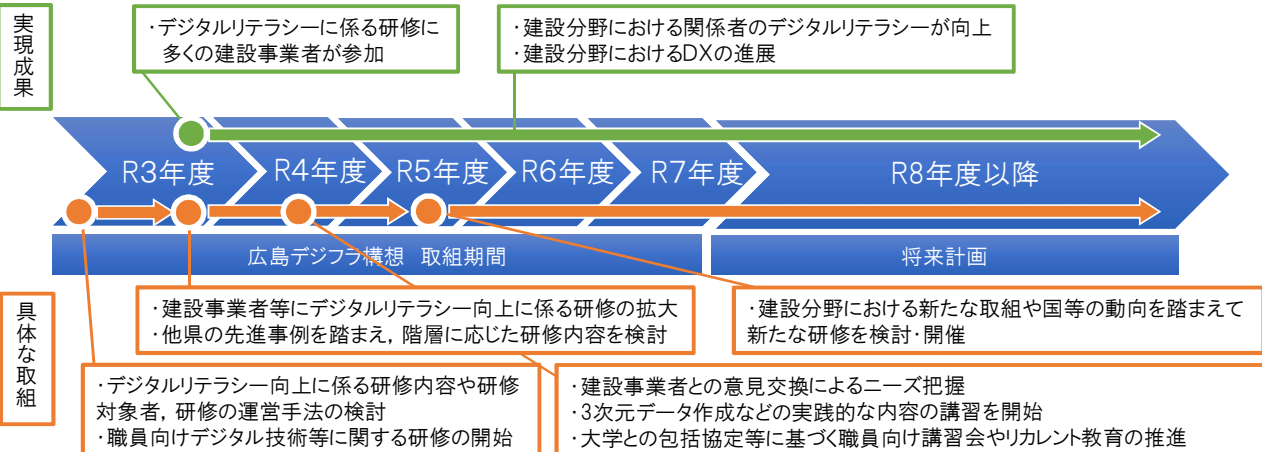 実現成果
・デジタルリテラシーに係る研修に
多くの建設事業者が参加
・建設分野における関係者のデジタルリテラシーが向上
・建設分野におけるDXの進展
R3年度
R4年度
R5年度
R6年度
R7年度
R8年度以降
広島デジフラ構想　取組期間
将来計画
具体な取組
・建設事業者等にデジタルリテラシー向上に係る研修の拡大
・他県の先進事例を踏まえ，階層に応じた研修内容を検討
・建設分野における新たな取組や国等の動向を踏まえて
新たな研修を検討・開催
・デジタルリテラシー向上に係る研修内容や研修
対象者，研修の運営手法の検討
・職員向けデジタル技術等に関する研修の開始
・建設事業者との意見交換によるニーズ把握
・3次元データ作成などの実践的な内容の講習を開始
・大学との包括協定等に基づく職員向け講習会やリカレント教育の推進